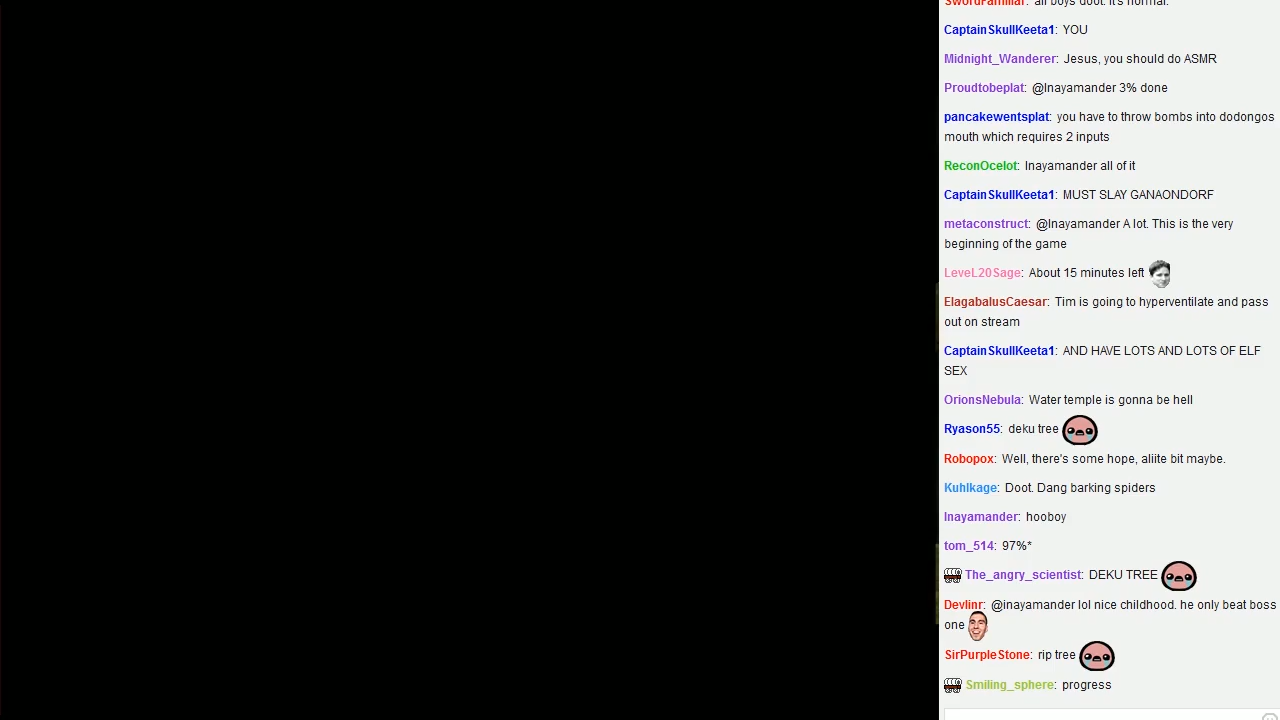 SwordFamiliar: all boys doot. it's normal.
CaptainSkullKeeta1: YOU
Midnight_Wanderer: Jesus, you should do ASMR
Proudtobeplat: @Inayamander 3% done
pancakewentsplat: you have to throw bombs into dodongos
mouth which requires 2 inputs
ReconOcelot: Inayamander all of it
CaptainSkullKeeta1: MUST SLAY GANAONDORF
metaconstruct: @Inayamander A lot. This is the very
beginning of the game
LeveL20Sage: About 15 minutes left
ElagabalusCaesar: Tim is going to hyperventilate and pass
out on stream
CaptainSkullKeeta1: AND HAVE LOTS AND LOTS OF ELF
SEX
OrionsNebula: Water temple is gonna be hell
Ryason55: deku tree
Robopox: Well, there's some hope, aliite bit maybe.
Kuhlkage: Doot. Dang barking spiders
Inayamander: hooboy
tom_514: 97%*
The_angry_scientist: DEKU TREE
Devlinr: @inayamander lol nice childhood. he only beat boss
one
SirPurpleStone: rip tree
Smiling_sphere: progress